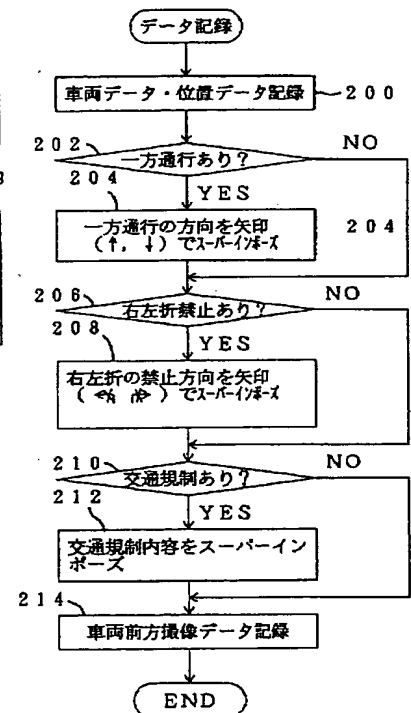 データ記録
車両データ・位置データ記録
200
202
一方通行あり?
NO
204
YES
一方通行の方向を矢印
(↑, ↓)でスーパーインポーズ
204
206
右左折禁止あり?
NO
208
YES
右左折の禁止方向を矢印
でスーパーインポーズ
210
交通規制あり?
NO
212
YES
交通規制内容をスーパーイン
ポーズ
214
車両前方撮像データ記録
END